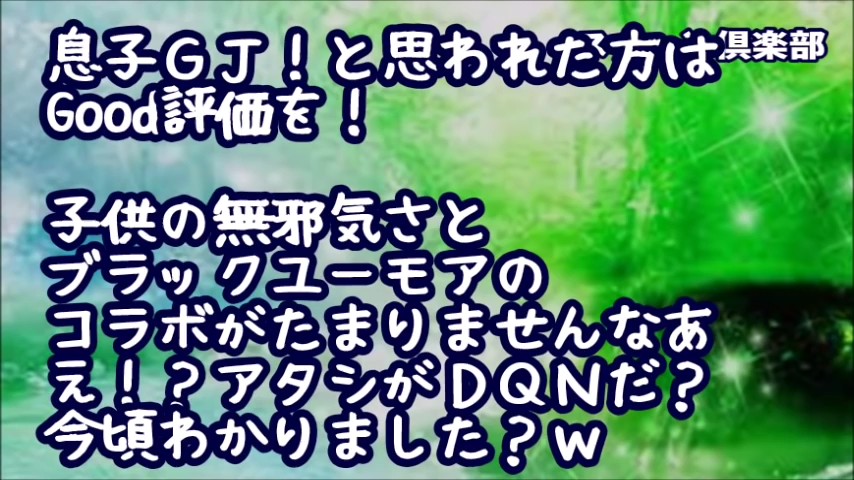 息子ＧＪ！と思われた方は
Good評価を！
倶楽部
子供の無邪気さと
ブラックユーモアの
コラボがたまりませんなあ
え！？アタシがＤＱＮだ？
今頃わかりました？ｗ